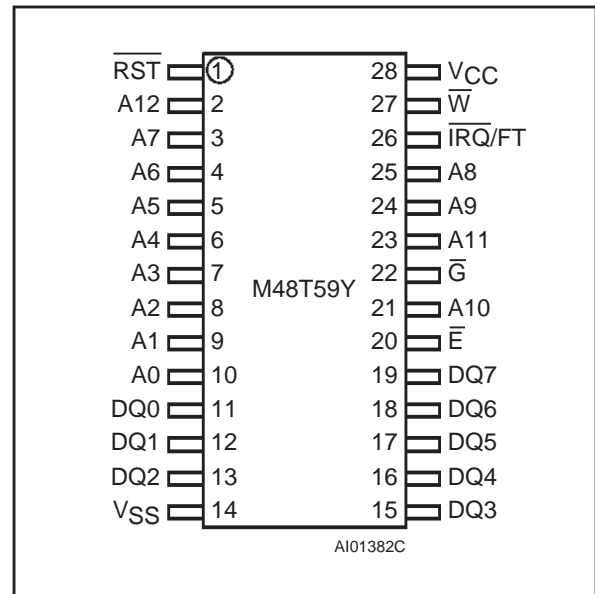 R̅S̅T̅ 1 28 VCC
A12 2 27 W̅
A7 3 26 I̅R̅Q̅/FT
A6 4 25 A8
A5 5 24 A9
A4 6 23 A11
A3 7 22 G̅
M48T59Y
A2 8 21 A10
A1 9 20 E̅
A0 10 19 DQ7
DQ0 11 18 DQ6
DQ1 12 17 DQ5
DQ2 13 16 DQ4
VSS 14 15 DQ3
AI01382C